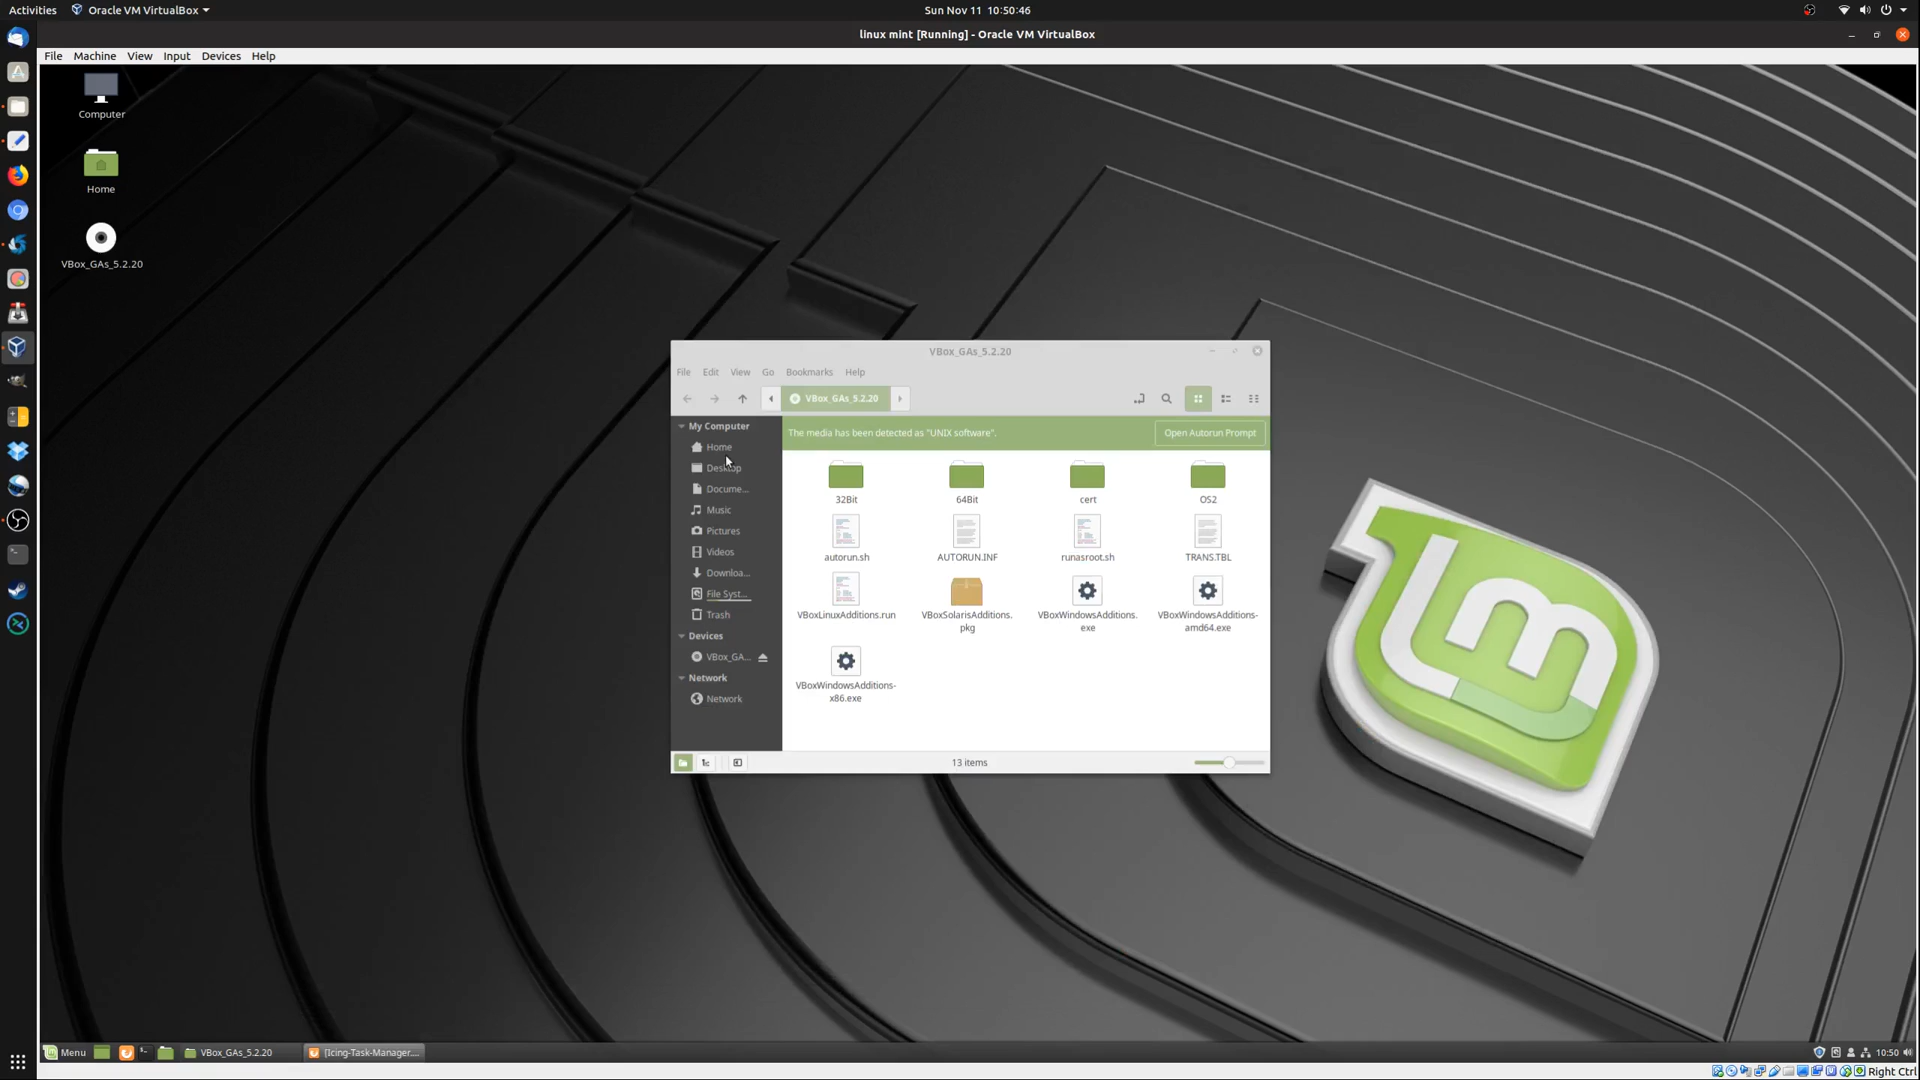 Activities
Oracle VM VirtualBox
Sun Nov 11 10:50:46
linux mint [Running] - Oracle VM VirtualBox
File Machine View Input Devices Help
Computer
Home
VBox_GAs_5.2.20
VBox_GAs_5.2.20
File Edit View Go Bookmarks Help
VBox_GAs_5.2.20
My Computer
Home
Desktop
Docume...
Music
Pictures
Videos
Downloa...
File Syst...
Trash
Devices
VBox_GA...
Network
Network
The media has been detected as "UNIX software".
Open Autorun Prompt
32Bit
64Bit
cert
OS2
autorun.sh
AUTORUN.INF
runasroot.sh
TRANS.TBL
VBoxLinuxAdditions.run
VBoxSolarisAdditions.
pkg
VBoxWindowsAdditions.
exe
VBoxWindowsAdditions-
amd64.exe
VBoxWindowsAdditions-
x86.exe
13 items
Menu
VBox_GAs_5.2.20
[Icing-Task-Manager...
10:50
Right Ctrl